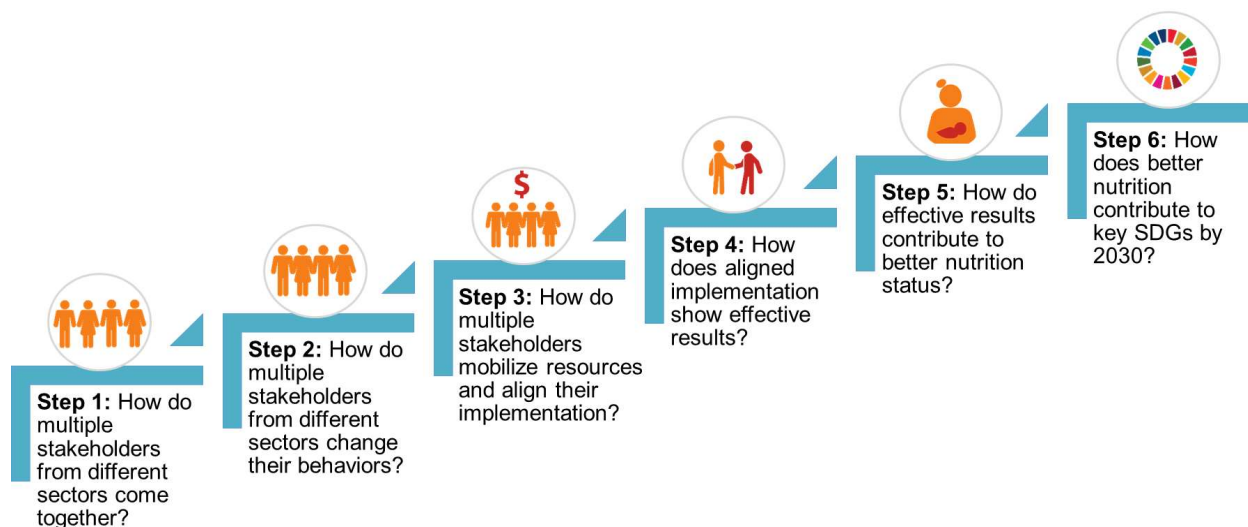 Step 1: How do
multiple
stakeholders
from different
sectors come
together?
Step 2: How do
multiple
stakeholders
from different
sectors change
their behaviors?
$
Step 3: How do
multiple
stakeholders
mobilize resources
and align their
implementation?
Step 4: How
does aligned
implementation
show effective
results?
Step 5: How do
effective results
contribute to
better nutrition
status?
Step 6: How
does better
nutrition
contribute to
key SDGs by
2030?